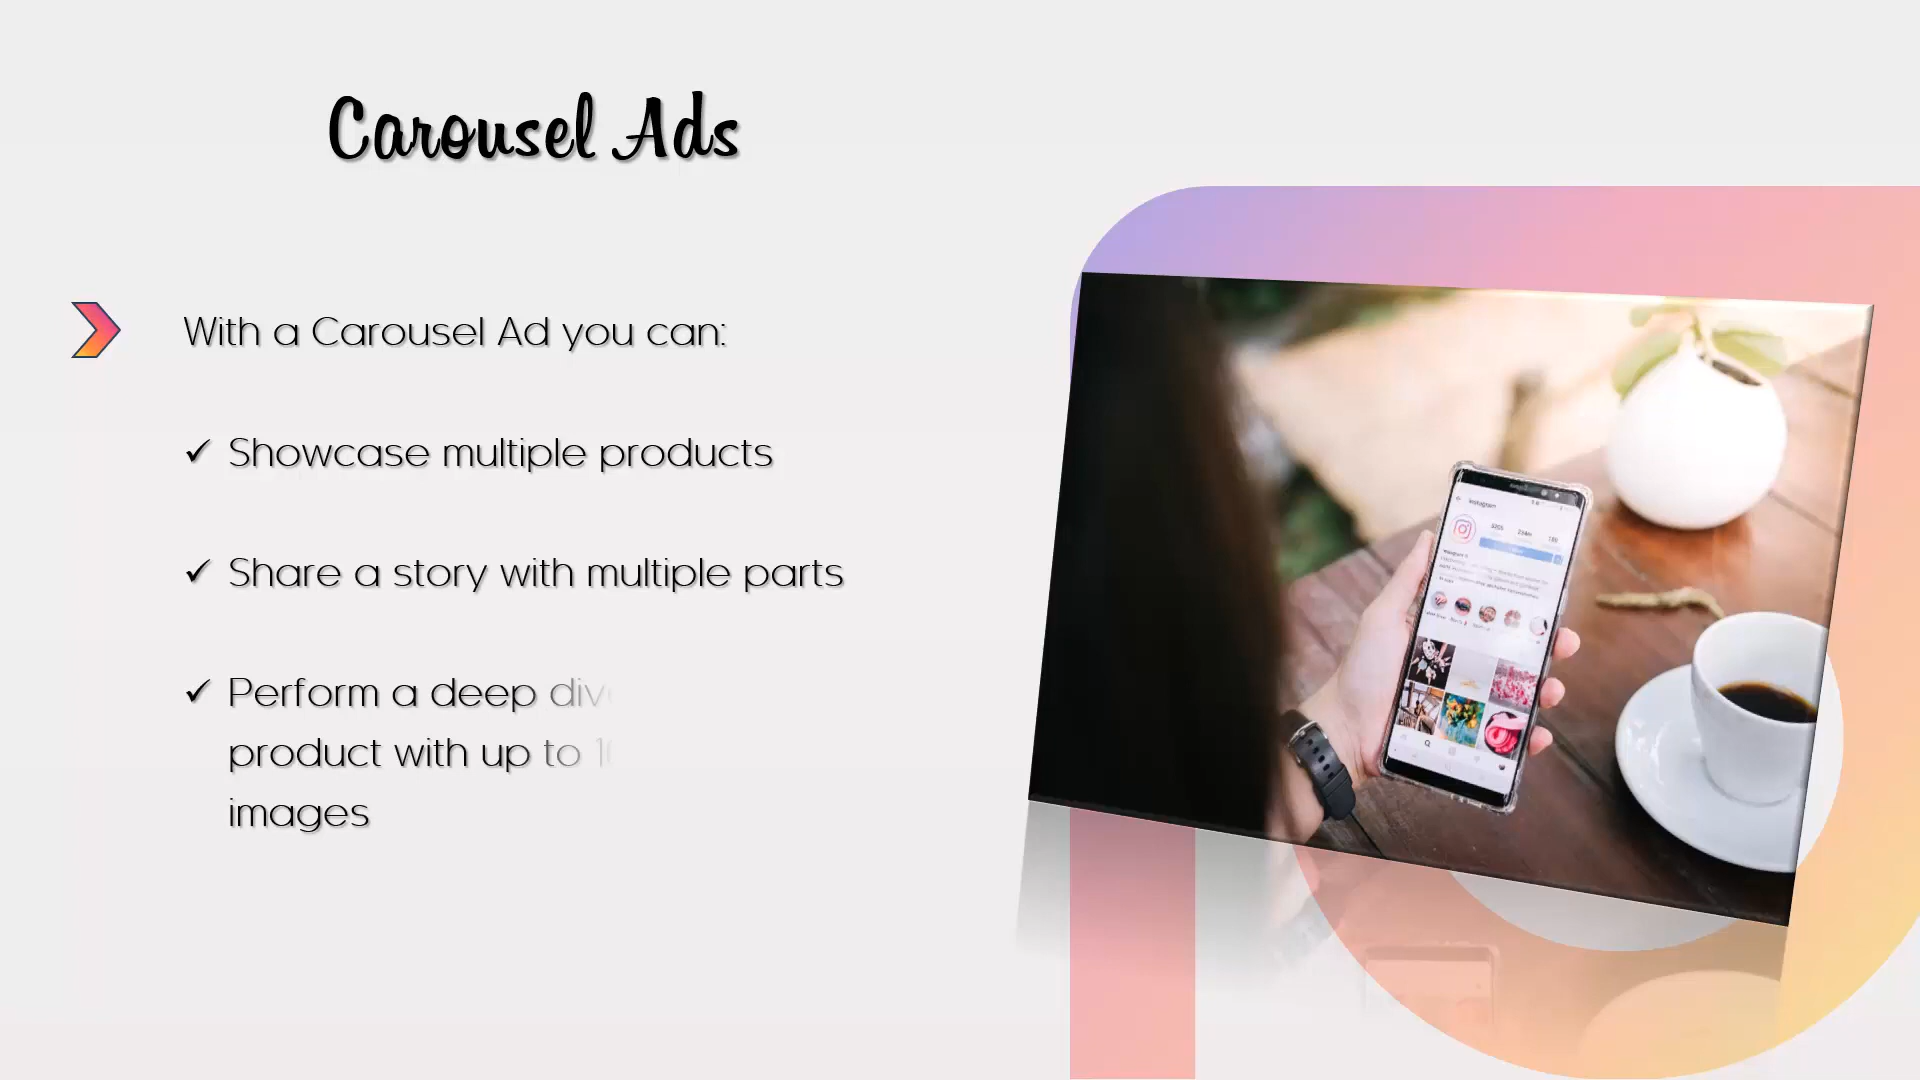 Carousel Ads
With a Carousel Ad you can:
✓ Showcase multiple products
✓ Share a story with multiple parts
✓ Perform a deep
product with up to
images
Instagram